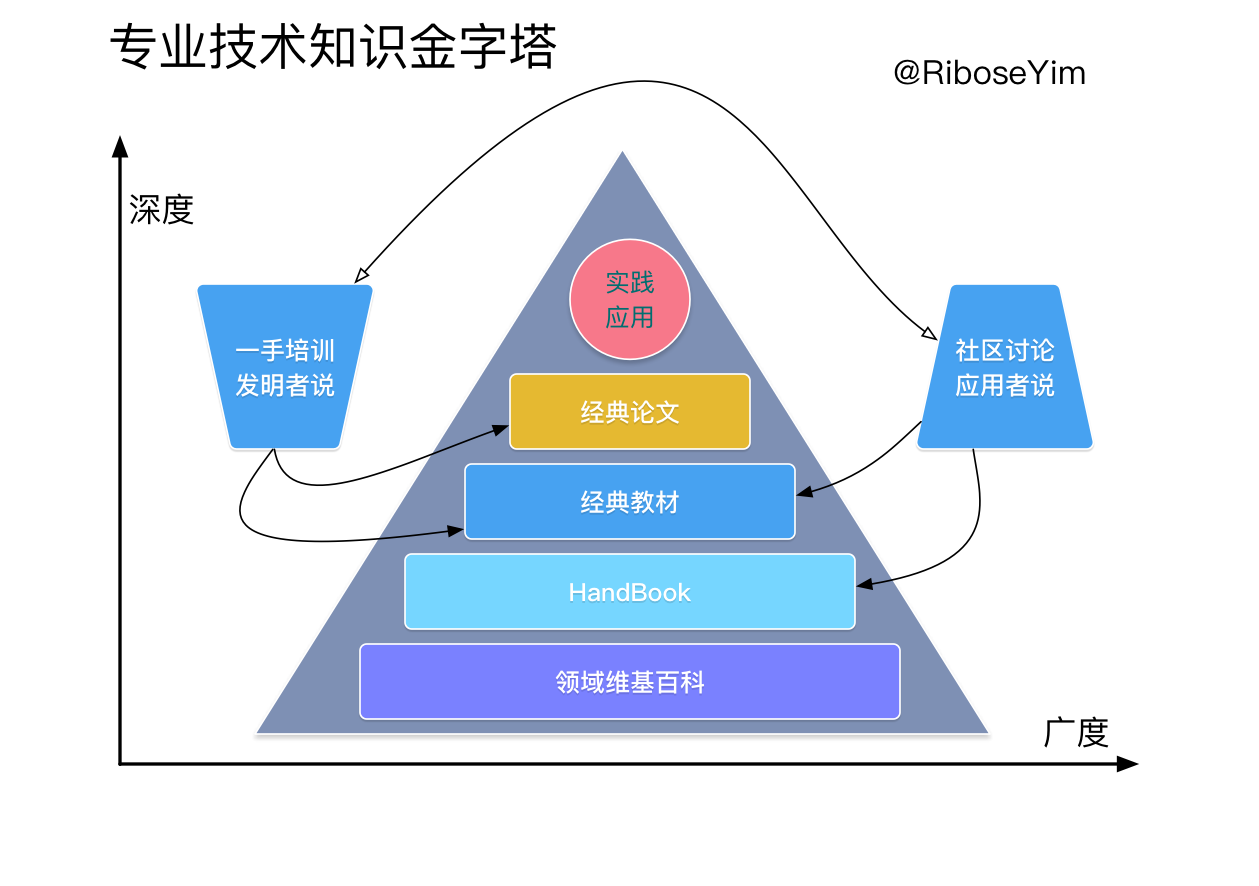 专业技术知识金字塔
@RiboseYim
深度
实践
应用
一手培训
发明者说
社区讨论
应用者说
经典论文
经典教材
HandBook
领域维基百科
广度